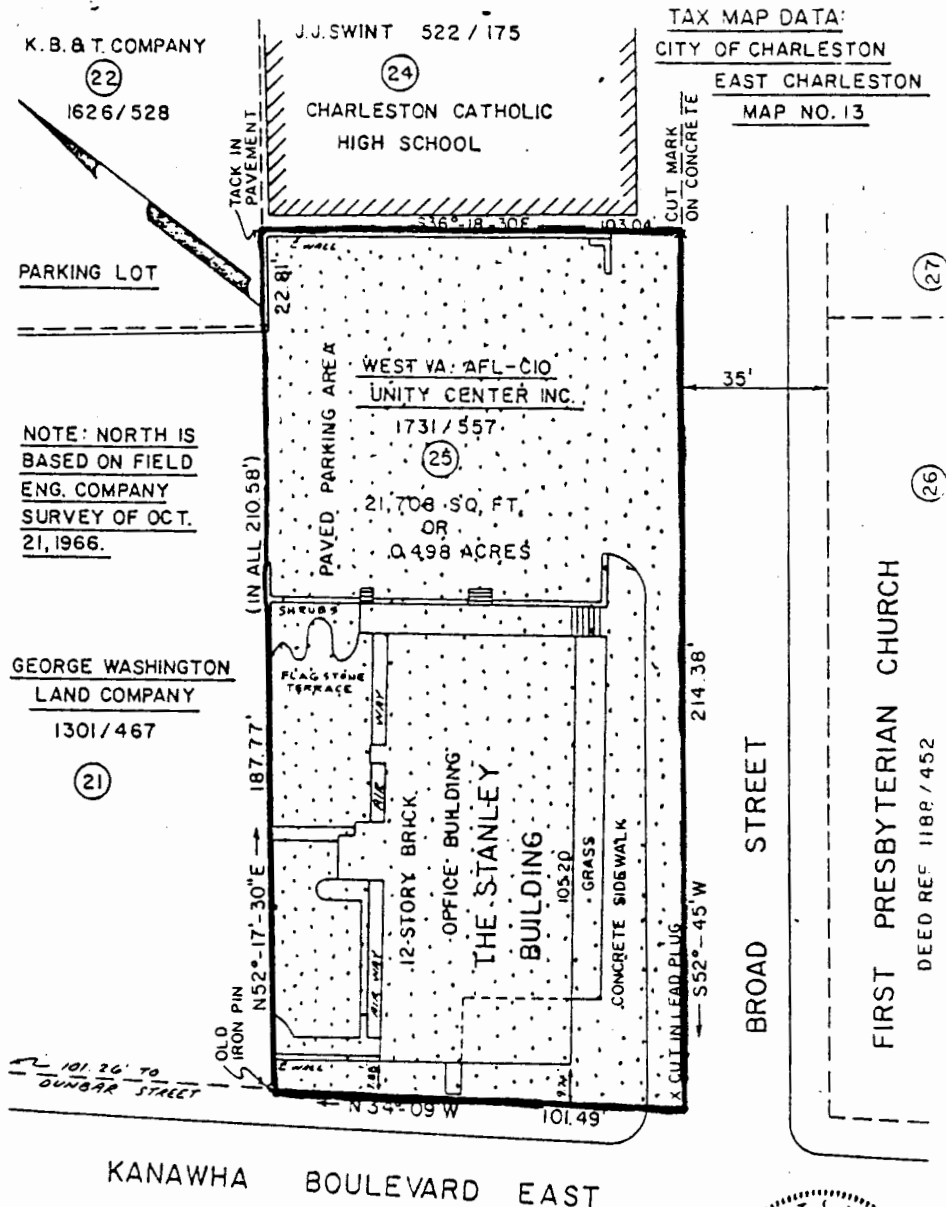 K. B. & T. COMPANY
22
1626/528
J.J. SWINT 522 / 175
24
CHARLESTON CATHOLIC
HIGH SCHOOL
TAX MAP DATA:
CITY OF CHARLESTON
EAST CHARLESTON
MAP NO. 13
TACK IN
PAVEMENT
CUT MARK
ON CONCRETE
S36°-18-30E 103.04
WALL
22.81'
PARKING LOT
27
WEST VA. AFL-CIO
UNITY CENTER INC.
1731/557
25
21,708 SQ. FT.
OR
0.498 ACRES
PAVED PARKING AREA
35'
NOTE: NORTH IS
BASED ON FIELD
ENG. COMPANY
SURVEY OF OCT.
21, 1966.
(IN ALL 210.58')
26
SHRUBS
FLAGSTONE
TERRACE
GEORGE WASHINGTON
LAND COMPANY
1301/467
21
187.77'
N52°-17'-30"E
AIR WAY
AIR WAY
12-STORY BRICK
OFFICE BUILDING
THE STANLEY
BUILDING
105.20
GRASS
CONCRETE SIDEWALK
214.38'
S52°-45'W
X CUT IN LEAD PLUG
BROAD STREET
FIRST PRESBYTERIAN CHURCH
DEED REF 1188/452
OLD
IRON PIN
101.26' TO
DUNBAR STREET
WALL
N 34°-09 W 101.49'
KANAWHA BOULEVARD EAST